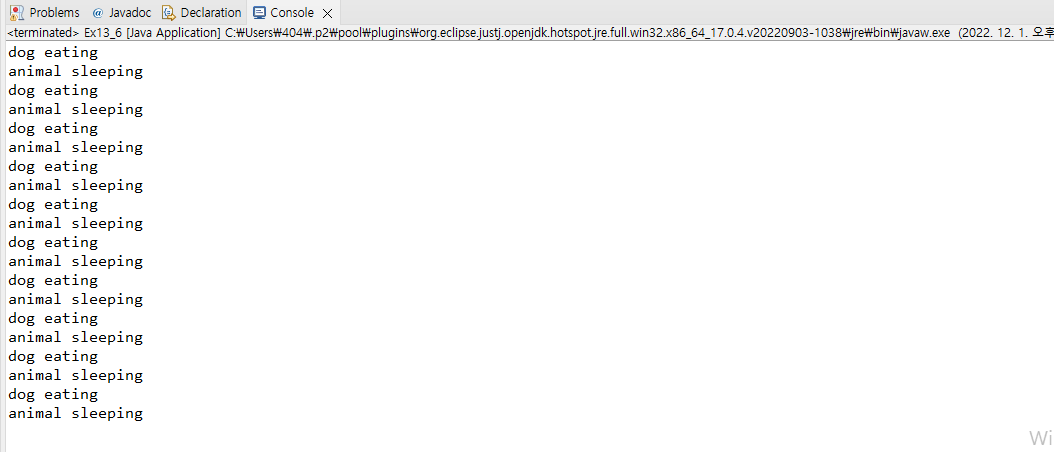 Problems @ Javadoc Declaration Console
<terminated> Ex13_6 [Java Application] C:₩Users₩404₩.p2₩pool₩plugins₩org.eclipse.justj.openjdk.hotspot.jre.full.win32.x86_64_17.0.4.v20220903-1038₩jre₩bin₩javaw.exe (2022. 12. 1. 오후
dog eating
animal sleeping
dog eating
animal sleeping
dog eating
animal sleeping
dog eating
animal sleeping
dog eating
animal sleeping
dog eating
animal sleeping
dog eating
animal sleeping
dog eating
animal sleeping
dog eating
animal sleeping
dog eating
animal sleeping
Wi